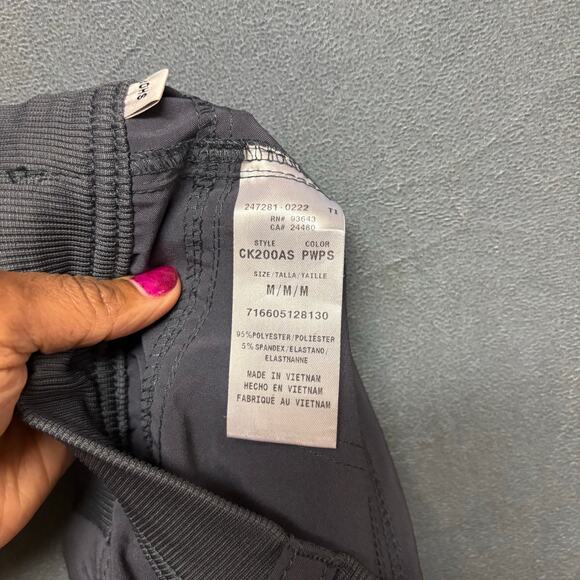 247281-0222 TI
RN# 93643
CA# 24480
STYLE COLOR
CK200AS PWPS
SIZE/TALLA/TAILLE
M/M/M
716605128130
95%POLYESTER/POLIÉSTER
5%SPANDEX/ELASTANO/
ELASTHANNE
MADE IN VIETNAM
HECHO EN VIETNAM
FABRIQUÉ AU VIETNAM